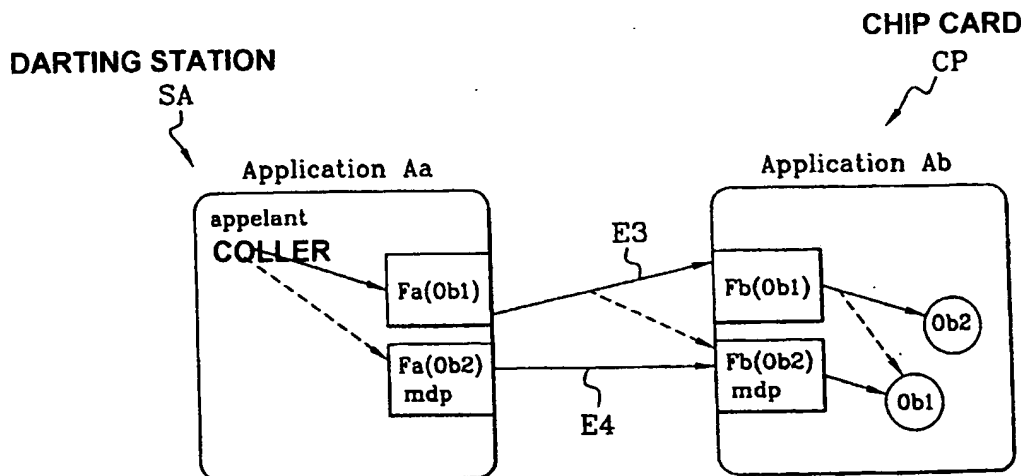 CHIP CARD
CP
DARTING STATION
SA
Application Aa
Application Ab
appelant
COLLER
E3
Fa(Ob1)
Fb(Ob1)
Ob2
Fa(Ob2)
mdp
Fb(Ob2)
mdp
Ob1
E4